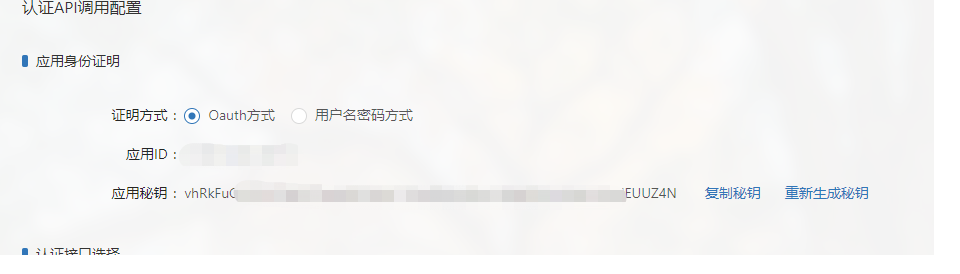 认证API调用配置
应用身份证明
证明方式： Oauth方式 用户名密码方式
应用ID：
应用秘钥： vhRkFu EUUZ4N 复制秘钥 重新生成秘钥
认证接口选择